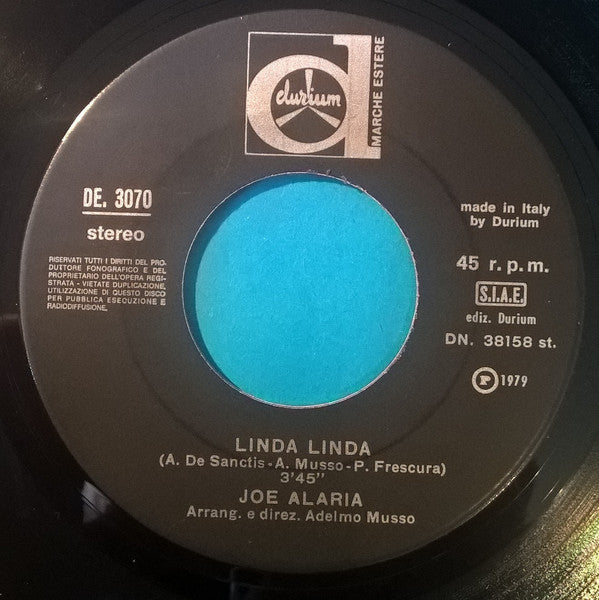 durium
MARCHE ESTERE
DE. 3070
stereo
RISERVATI TUTTI I DIRITTI DEL PRO-
DUTTORE FONOGRAFICO E DEL
PROPRIETARIO DELL'OPERA REGI-
STRATA - VIETATE DUPLICAZIONE,
UTILIZZAZIONE DI QUESTO DISCO
PER PUBBLICA ESECUZIONE E
RADIODIFFUSIONE.
made in Italy
by Durium
45 r.p.m.
S.I.A.E.
ediz. Durium
DN. 38158 st.
P 1979
LINDA LINDA
(A. De Sanctis - A. Musso - P. Frescura)
3'45"
JOE ALARIA
Arrang. e direz. Adelmo Musso